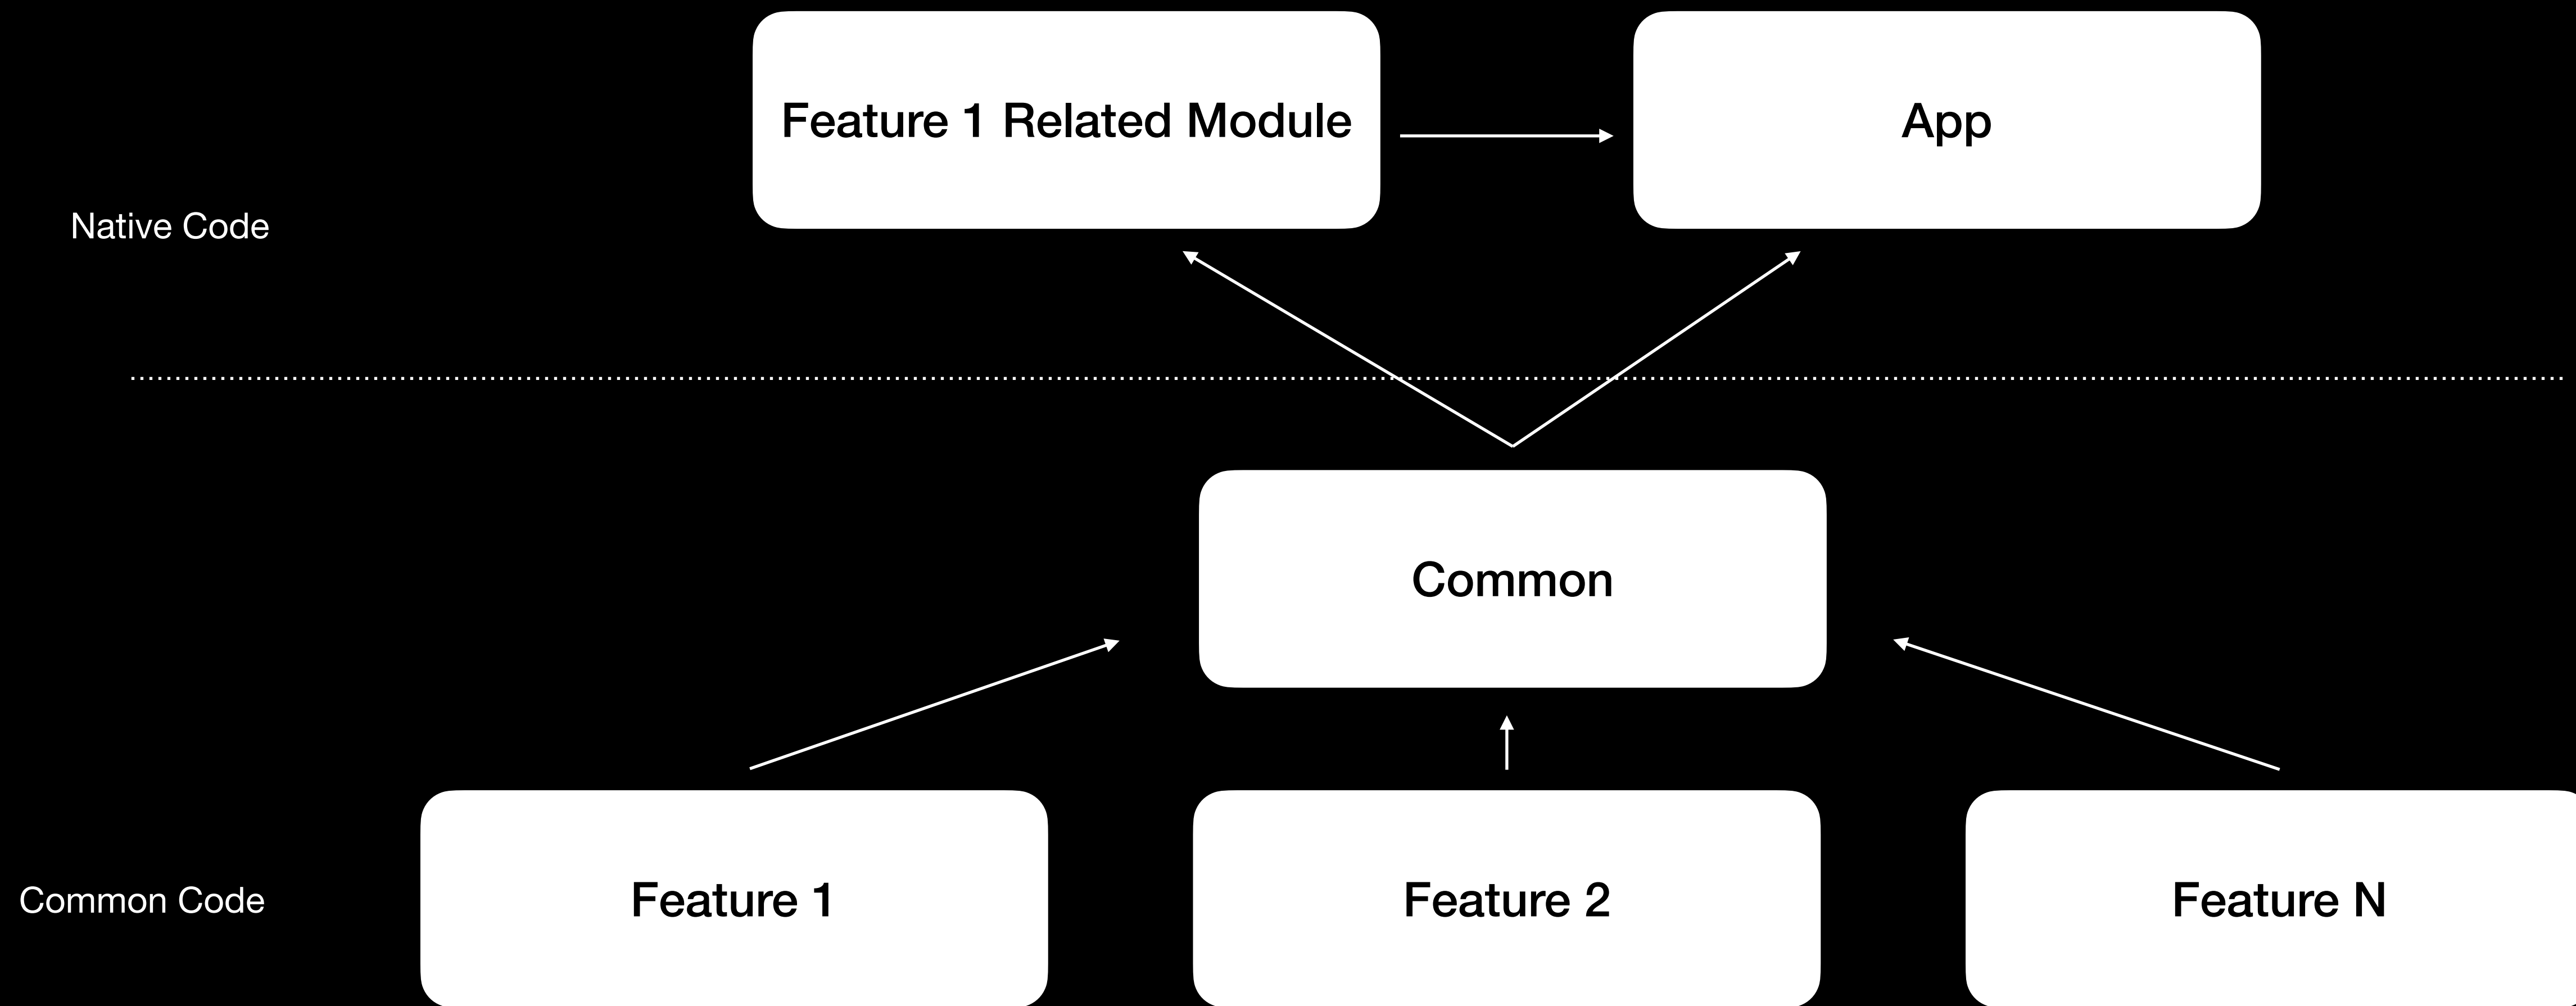 Feature 1 Related Module
App
Native Code
Common
Common Code
Feature 1
Feature 2
Feature N